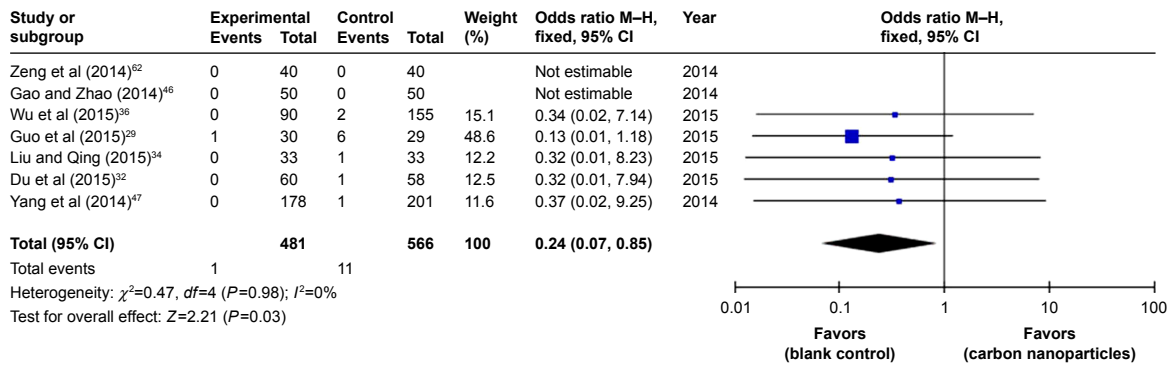 Study or subgroup Experimental Control Weight (%) Odds ratio M–H, fixed, 95% CI Year Odds ratio M–H, fixed, 95% CI
Events Total Events Total
Zeng et al (2014)⁶² 0 40 0 40 Not estimable 2014
Gao and Zhao (2014)⁴⁶ 0 50 0 50 Not estimable 2014
Wu et al (2015)³⁶ 0 90 2 155 15.1 0.34 (0.02, 7.14) 2015
Guo et al (2015)²⁹ 1 30 6 29 48.6 0.13 (0.01, 1.18) 2015
Liu and Qing (2015)³⁴ 0 33 1 33 12.2 0.32 (0.01, 8.23) 2015
Du et al (2015)³² 0 60 1 58 12.5 0.32 (0.01, 7.94) 2015
Yang et al (2014)⁴⁷ 0 178 1 201 11.6 0.37 (0.02, 9.25) 2014
Total (95% CI) 481 566 100 0.24 (0.07, 0.85)
Total events 1 11
Heterogeneity: χ²=0.47, df=4 (P=0.98); I²=0%
Test for overall effect: Z=2.21 (P=0.03)
0.01 0.1 1 10 100
Favors Favors
(blank control) (carbon nanoparticles)